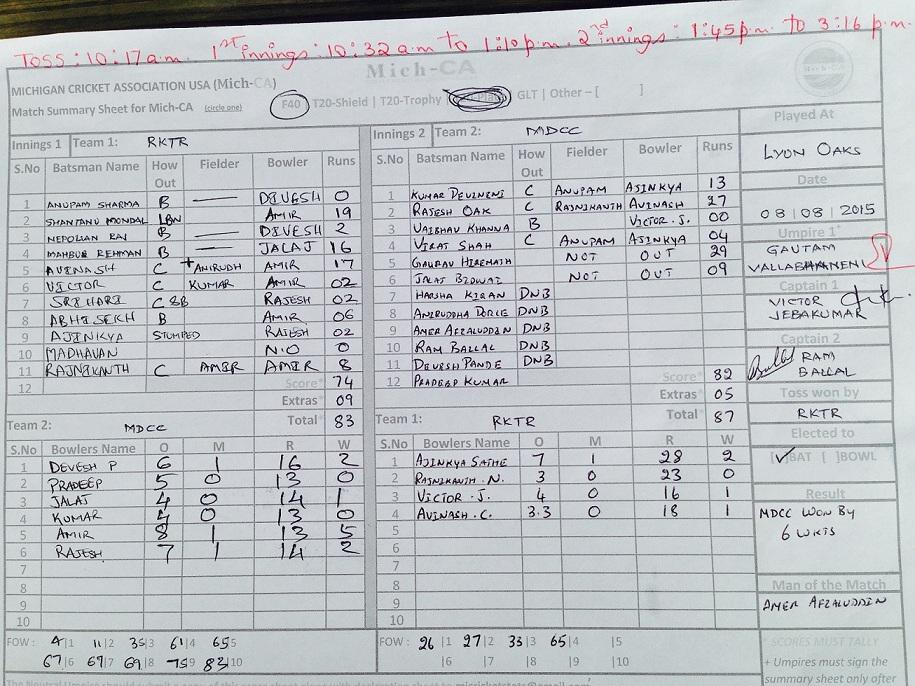 TOSS: 10:17a.m. 1st innings: 10:32a.m to 1:10p.m. 2nd innings: 1:45p.m. to 3:16 p.m.
Mich-CA
MICHIGAN CRICKET ASSOCIATION USA (Mich-CA)
Match Summary Sheet for Mich-CA (circle one) F40 | T20-Shield | T20-Trophy | GLT | Other – [ ]
Innings 1 Team 1: RKTR
S.No Batsman Name How Out Fielder Bowler Runs
1 ANUPAM SHARMA B — DIVESH 0
2 SHANTANU MONDAL LBW AMIR 19
3 NEPOLIAN RAJ B — DIVESH 2
4 MAHBUB REHMAN B — JALAJ 16
5 AVINASH C +ANIRUDH AMIR 17
6 VICTOR C KUMAR AMIR 02
7 SRIHARI C&B RAJESH 02
8 ABHISEKH B AMIR 06
9 AJINIKYA STUMPED RAJESH 02
10 MADHAVAN N.O 0
11 RAJNIKANTH C AMIR AMIR 8
12
Score* 74
Extras* 09
Total* 83
Team 2: MDCC
S.No Bowlers Name O M R W
1 DEVESH P 6 1 16 2
2 PRADEEP 5 0 13 0
3 JALAJ 4 0 14 1
4 KUMAR 4 0 13 0
5 AMIR 8 1 13 5
6 RAJESH 7 1 14 2
7
8
9
10
FOW: 4|1 11|2 35|3 61|4 65|5
67|6 67|7 69|8 75|9 83|10
Innings 2 Team 2: MDCC
S.No Batsman Name How Out Fielder Bowler Runs
1 KUMAR DEVINENI C ANUPAM AJINKYA 13
2 RAJESH OAK C RAJNIKANTH AVINASH 27
3 VAIBHAV KHANNA B VICTOR.J. 00
4 VIRAT SHAH C ANUPAM AJINKYA 04
5 GAURAV HIREMATH NOT OUT 29
6 JALAT BIDWAI NOT OUT 09
7 HARSHA KIRAN DNB
8 ANIRUDDHA DORLE DNB
9 AMER AFZALUDDIN DNB
10 RAM BALLAL DNB
11 DEVESH PANDE DNB
12 PRADEEP KUMAR
Score* 82
Extras* 05
Total* 87
Team 1: RKTR
S.No Bowlers Name O M R W
1 AJINKYA SATHE 7 1 28 2
2 RAJNIKANTH.N. 3 0 23 0
3 VICTOR.J. 4 0 16 1
4 AVINASH.C. 3.3 0 18 1
5
6
7
8
9
10
FOW: 26 |1 27|2 33|3 65|4 |5
|6 |7 |8 |9 |10
Played At
LYON OAKS
Date
08|08|2015
Umpire 1*
GAUTAM
VALLABHANENI
Captain 1
VICTOR
JEBAKUMAR
Captain 2
RAM
BALLAL
Toss won by
RKTR
Elected to
[✓]BAT [ ]BOWL
Result
MDCC WON BY
6 WKTS
Man of the Match
AMER AFZALUDDIN
* SCORES MUST TALLY
+ Umpires must sign the
summary sheet only after